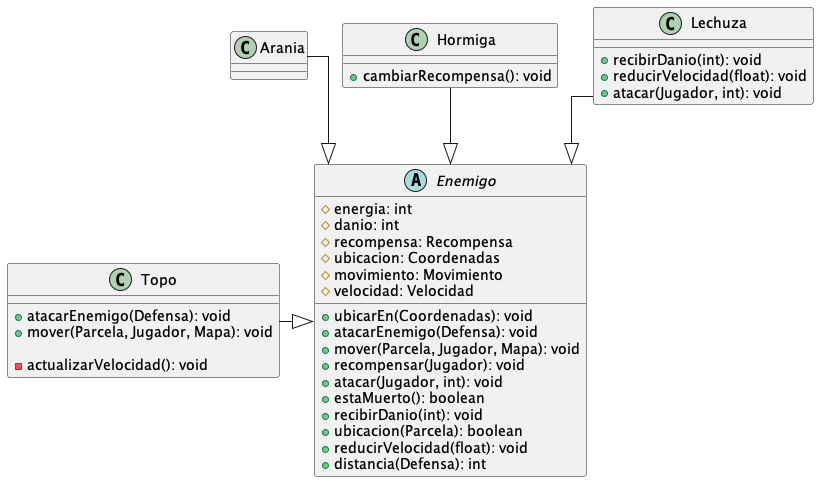 C Arania
C Hormiga
cambiarRecompensa(): void
C Lechuza
recibirDanio(int): void
reducirVelocidad(float): void
atacar(Jugador, int): void
A Enemigo
energia: int
danio: int
recompensa: Recompensa
ubicacion: Coordenadas
movimiento: Movimiento
velocidad: Velocidad
ubicarEn(Coordenadas): void
atacarEnemigo(Defensa): void
mover(Parcela, Jugador, Mapa): void
recompensar(Jugador): void
atacar(Jugador, int): void
estaMuerto(): boolean
recibirDanio(int): void
ubicacion(Parcela): boolean
reducirVelocidad(float): void
distancia(Defensa): int
C Topo
atacarEnemigo(Defensa): void
mover(Parcela, Jugador, Mapa): void
actualizarVelocidad(): void